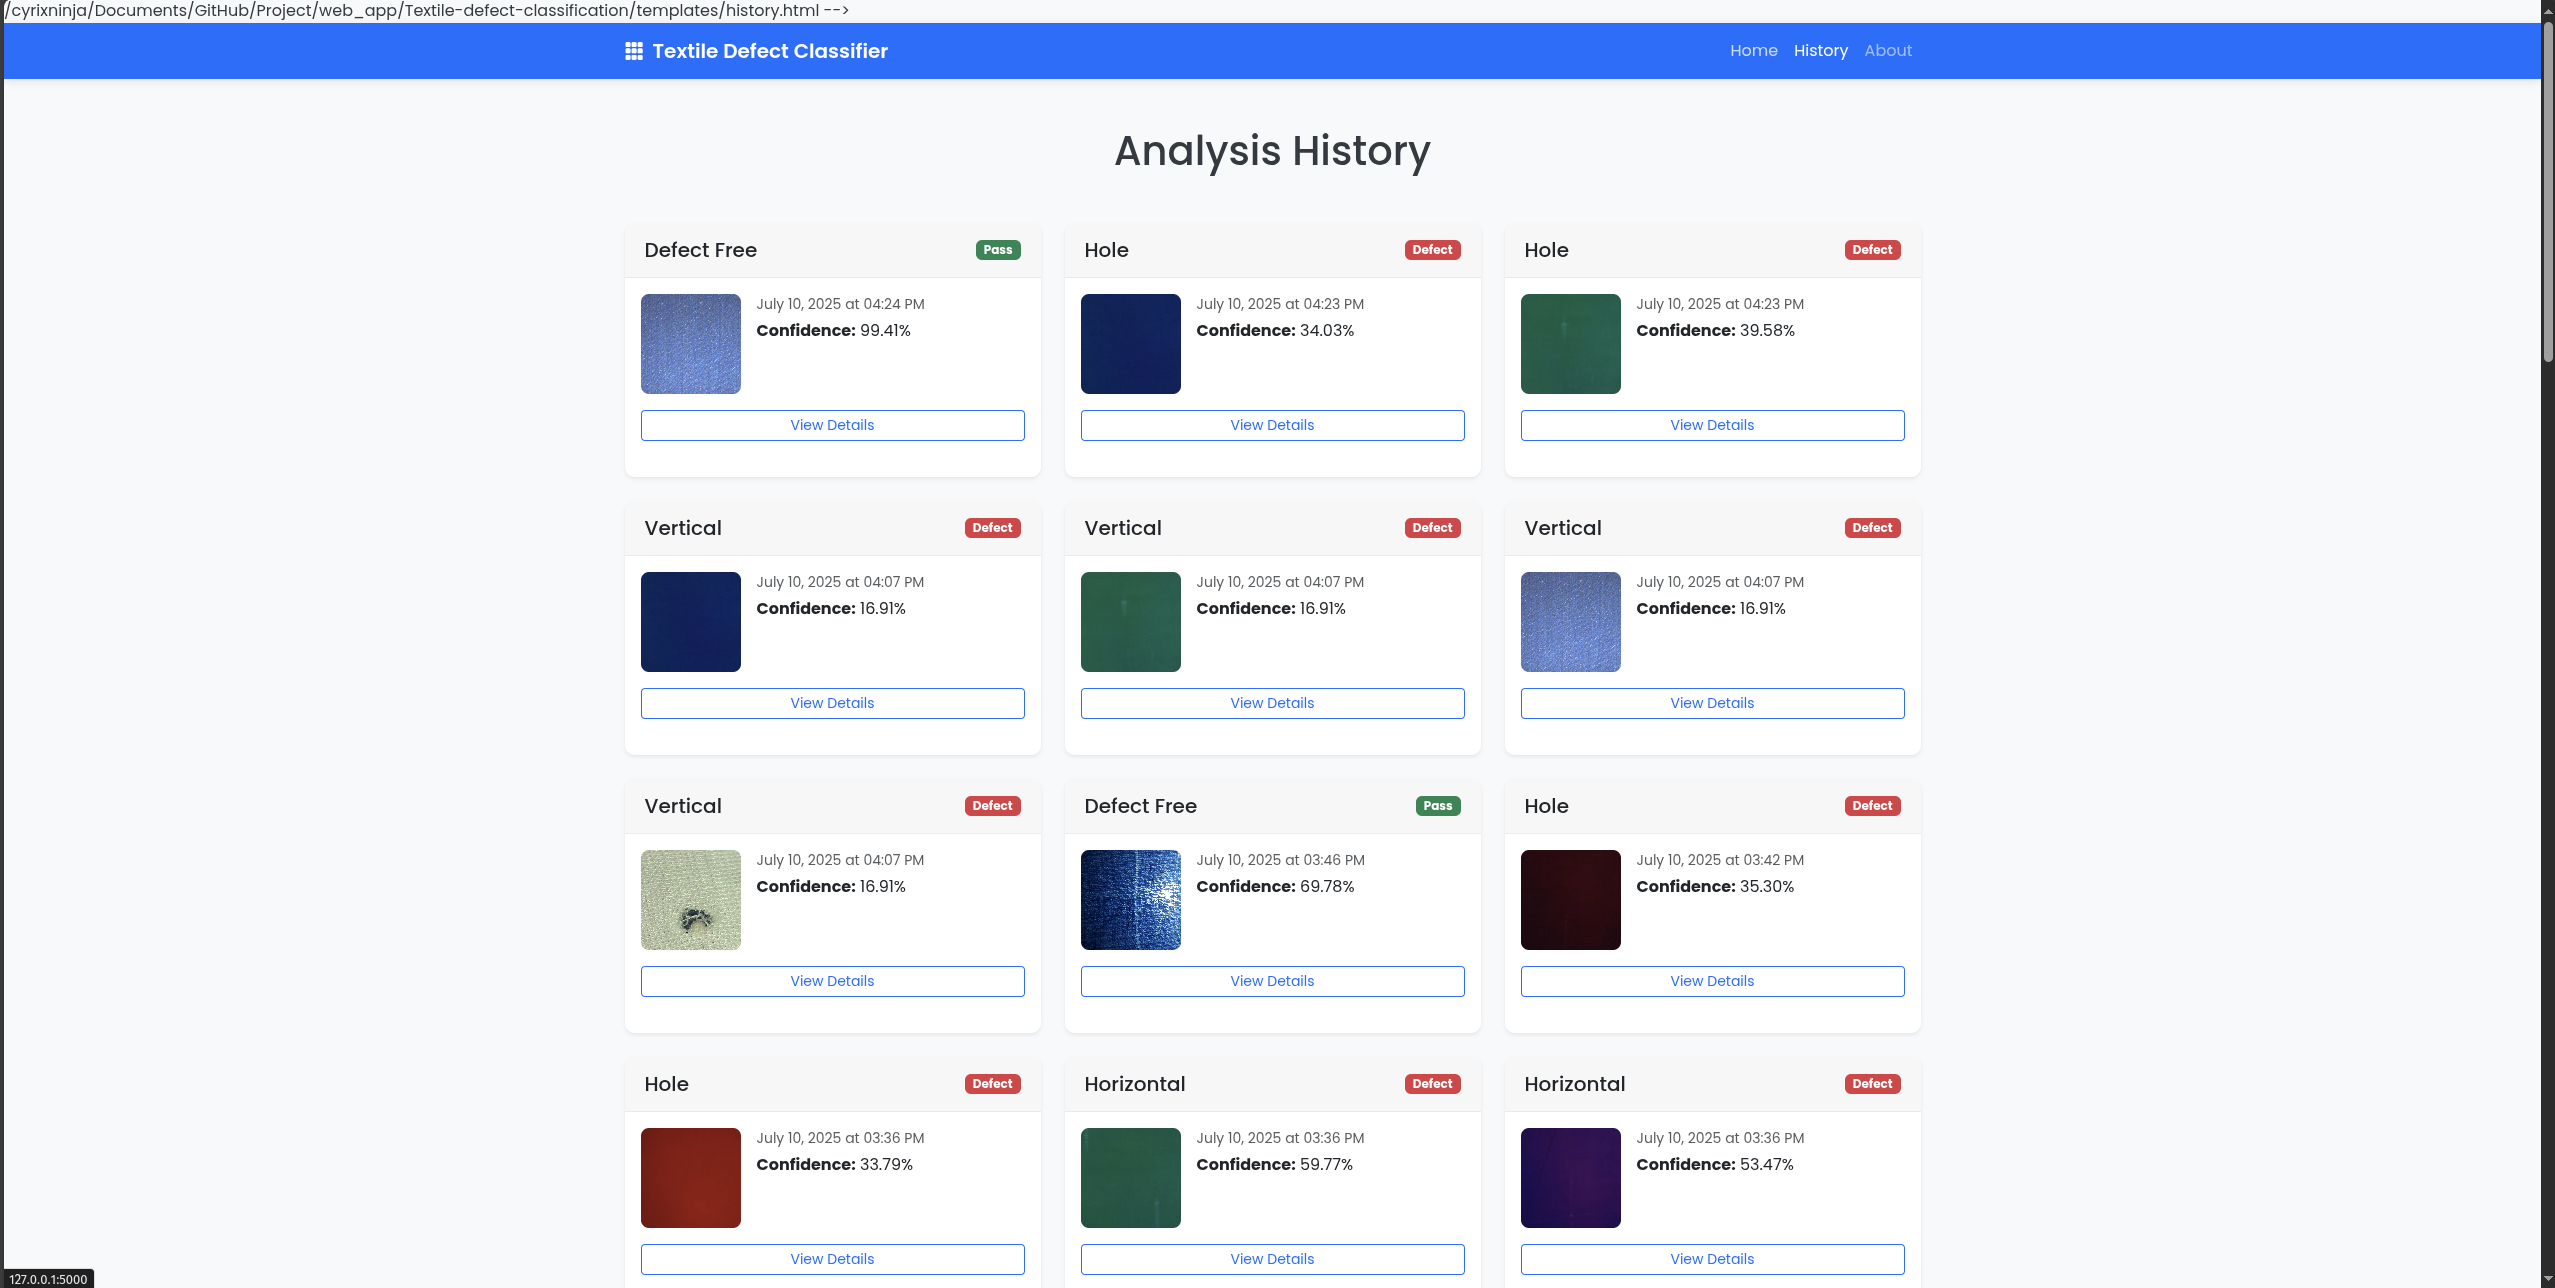 /cyrixninja/Documents/GitHub/Project/web_app/Textile-defect-classification/templates/history.html -->
Textile Defect Classifier
Home History About
Analysis History
Defect Free Pass
July 10, 2025 at 04:24 PM
Confidence: 99.41%
View Details
Hole Defect
July 10, 2025 at 04:23 PM
Confidence: 34.03%
View Details
Hole Defect
July 10, 2025 at 04:23 PM
Confidence: 39.58%
View Details
Vertical Defect
July 10, 2025 at 04:07 PM
Confidence: 16.91%
View Details
Vertical Defect
July 10, 2025 at 04:07 PM
Confidence: 16.91%
View Details
Vertical Defect
July 10, 2025 at 04:07 PM
Confidence: 16.91%
View Details
Vertical Defect
July 10, 2025 at 04:07 PM
Confidence: 16.91%
View Details
Defect Free Pass
July 10, 2025 at 03:46 PM
Confidence: 69.78%
View Details
Hole Defect
July 10, 2025 at 03:42 PM
Confidence: 35.30%
View Details
Hole Defect
July 10, 2025 at 03:36 PM
Confidence: 33.79%
View Details
Horizontal Defect
July 10, 2025 at 03:36 PM
Confidence: 59.77%
View Details
Horizontal Defect
July 10, 2025 at 03:36 PM
Confidence: 53.47%
View Details
127.0.0.1:5000